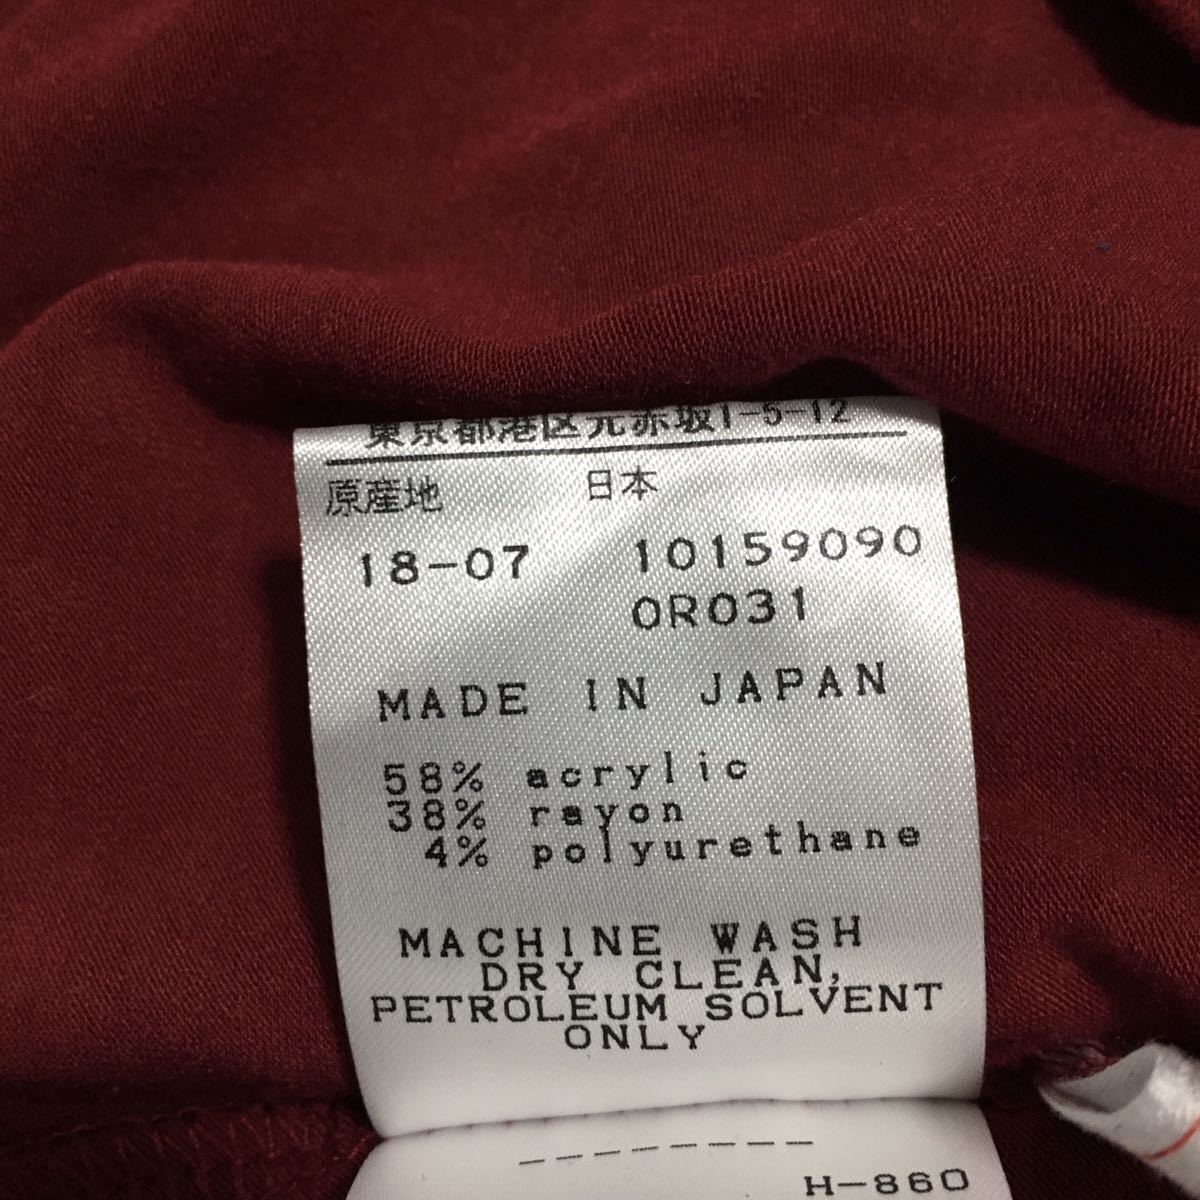 東京都港区元赤坂1-5-12
原産地 日本
18-07 10159090
0R031
MADE IN JAPAN
58% acrylic
38% rayon
4% polyurethane
MACHINE WASH
DRY CLEAN,
PETROLEUM SOLVENT
ONLY
--------
H-860